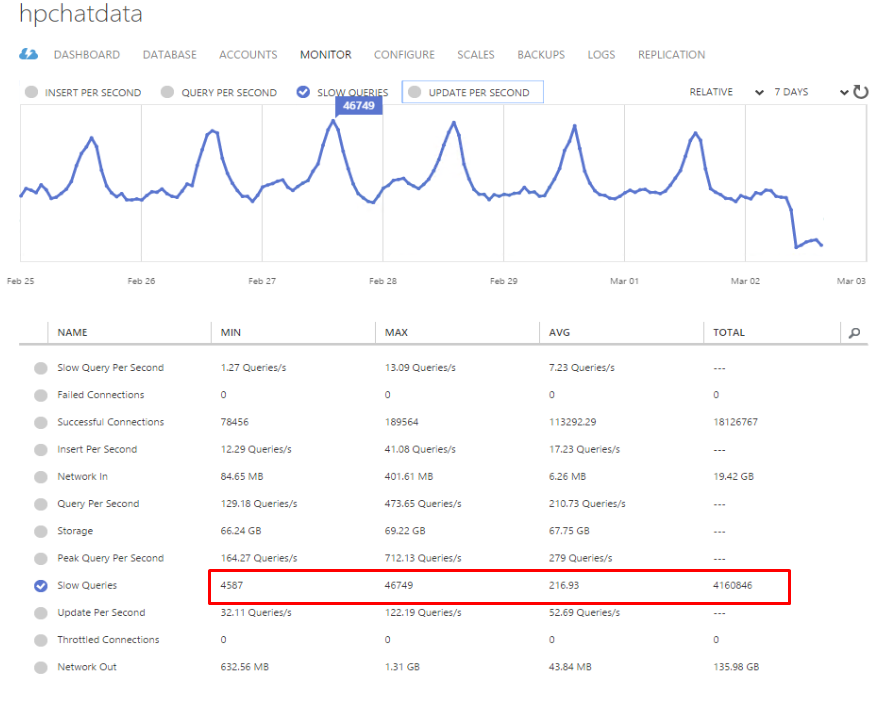 hpchatdata
DASHBOARD DATABASE ACCOUNTS MONITOR CONFIGURE SCALES BACKUPS LOGS REPLICATION
INSERT PER SECOND QUERY PER SECOND SLOW QUERIES UPDATE PER SECOND RELATIVE 7 DAYS
46749
Feb 25 Feb 26 Feb 27 Feb 28 Feb 29 Mar 01 Mar 02 Mar 03
NAME MIN MAX AVG TOTAL
Slow Query Per Second 1.27 Queries/s 13.09 Queries/s 7.23 Queries/s ---
Failed Connections 0 0 0 0
Successful Connections 78456 189564 113292.29 18126767
Insert Per Second 12.29 Queries/s 41.08 Queries/s 17.23 Queries/s ---
Network In 84.65 MB 401.61 MB 6.26 MB 19.42 GB
Query Per Second 129.18 Queries/s 473.65 Queries/s 210.73 Queries/s ---
Storage 66.24 GB 69.22 GB 67.75 GB ---
Peak Query Per Second 164.27 Queries/s 712.13 Queries/s 279 Queries/s ---
Slow Queries 4587 46749 216.93 4160846
Update Per Second 32.11 Queries/s 122.19 Queries/s 52.69 Queries/s ---
Throttled Connections 0 0 0 0
Network Out 632.56 MB 1.31 GB 43.84 MB 135.98 GB